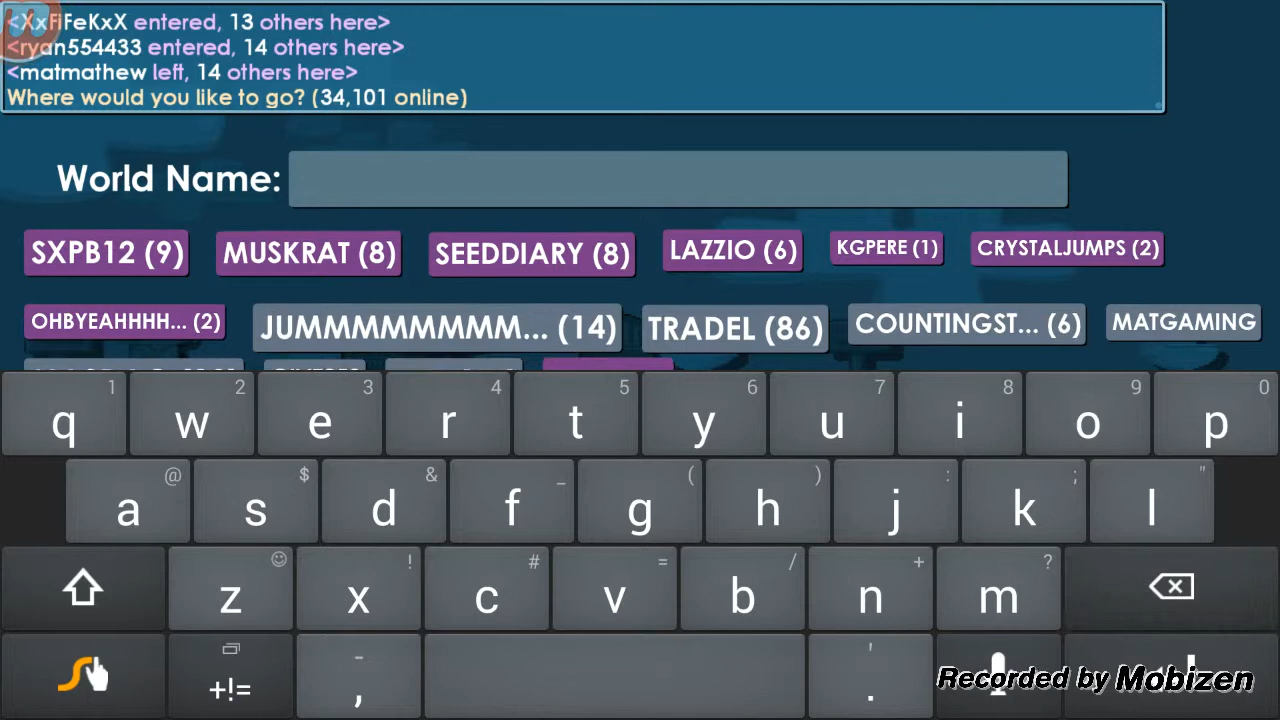 <XxFiFeKxX entered, 13 others here>
<ryan554433 entered, 14 others here>
<matmathew left, 14 others here>
Where would you like to go? (34,101 online)
World Name:
SXPB12 (9) MUSKRAT (8) SEEDDIARY (8) LAZZIO (6) KGPERE (1) CRYSTALJUMPS (2)
OHBYEAHHHH... (2) JUMMMMMMMMM... (14) TRADEL (86) COUNTINGST... (6) MATGAMING
1 2 3 4 5 6 7 8 9 0
q w e r t y u i o p
@ $ & _ ( ) : ; "
a s d f g h j k l
! # = / + ?
z x c v b n m
- '
+!= , .
Recorded by Mobizen